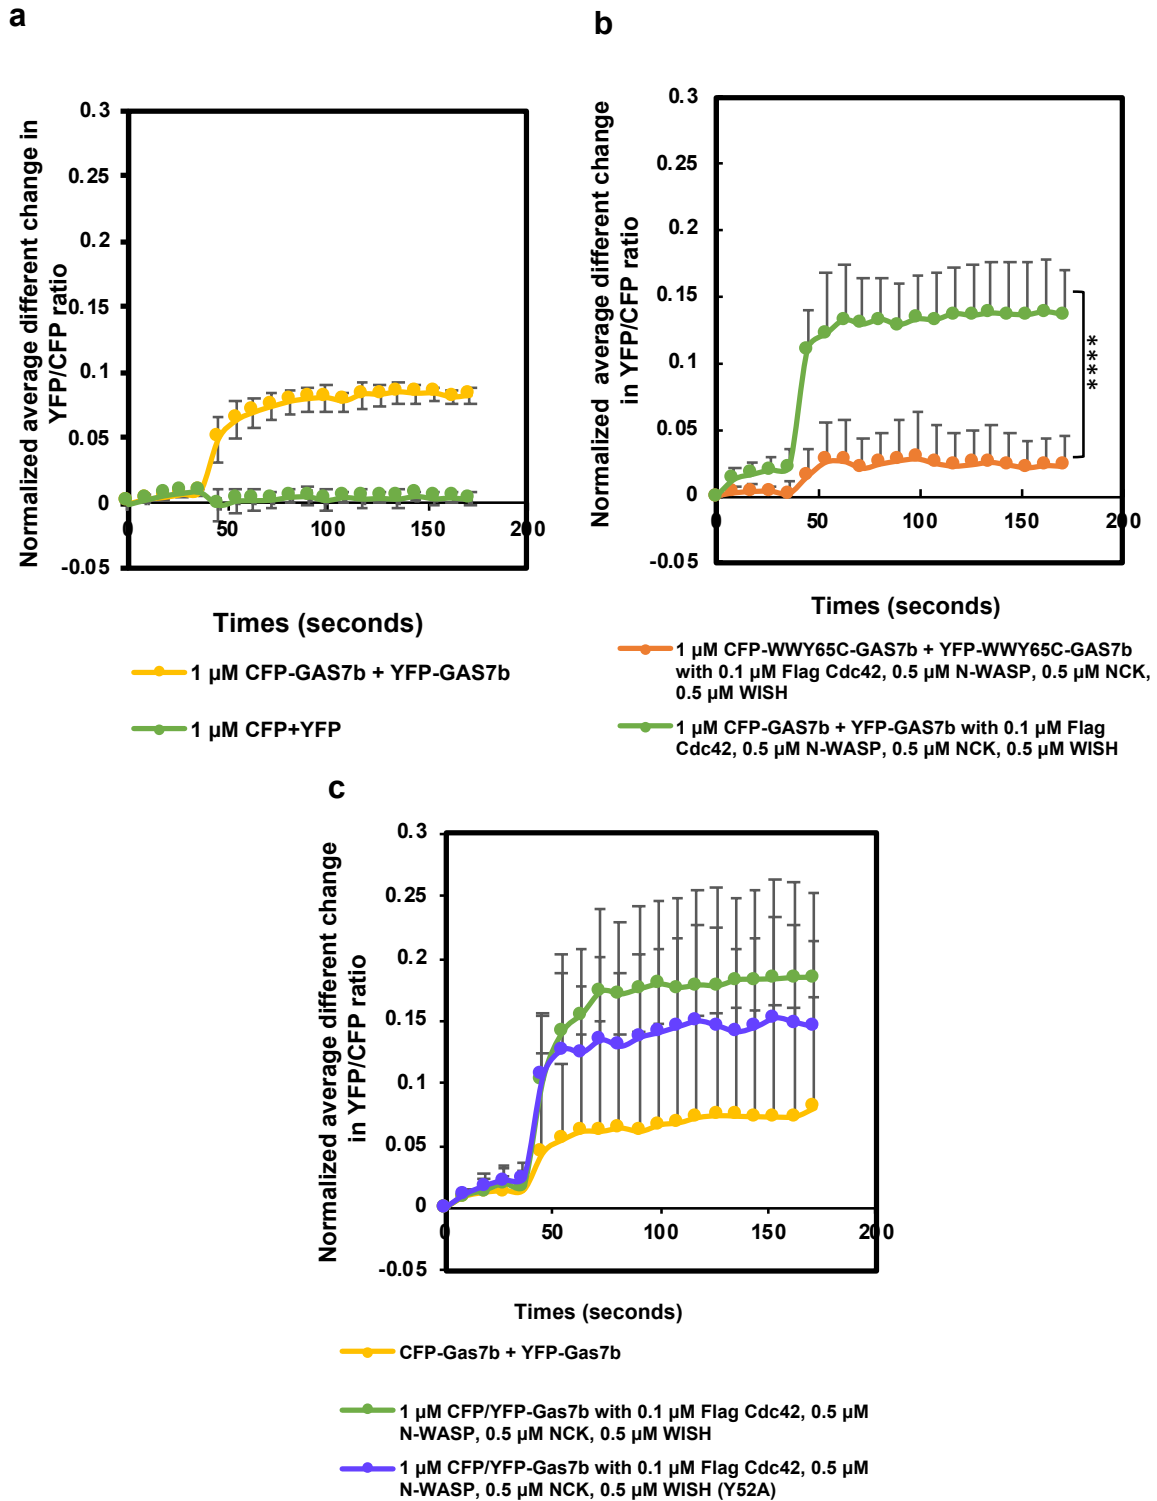 a
Normalized average different change in
YFP/CFP ratio
0.3
0.25
0.2
0.15
0.1
0.05
0
-0.05
0
50
100
150
200
Times (seconds)
1 µM CFP-GAS7b + YFP-GAS7b
1 µM CFP+YFP
b
Normalized average different change
in YFP/CFP ratio
0.3
0.25
0.2
0.15
0.1
0.05
0
-0.05
0
50
100
150
200
****
Times (seconds)
1 µM CFP-WWY65C-GAS7b + YFP-WWY65C-GAS7b
with 0.1 µM Flag Cdc42, 0.5 µM N-WASP, 0.5 µM NCK,
0.5 µM WISH
1 µM CFP-GAS7b + YFP-GAS7b with 0.1 µM Flag
Cdc42, 0.5 µM N-WASP, 0.5 µM NCK, 0.5 µM WISH
c
Normalized average different change
in YFP/CFP ratio
0.3
0.25
0.2
0.15
0.1
0.05
0
-0.05
0
50
100
150
200
Times (seconds)
CFP-Gas7b + YFP-Gas7b
1 µM CFP/YFP-Gas7b with 0.1 µM Flag Cdc42, 0.5 µM
N-WASP, 0.5 µM NCK, 0.5 µM WISH
1 µM CFP/YFP-Gas7b with 0.1 µM Flag Cdc42, 0.5 µM
N-WASP, 0.5 µM NCK, 0.5 µM WISH (Y52A)